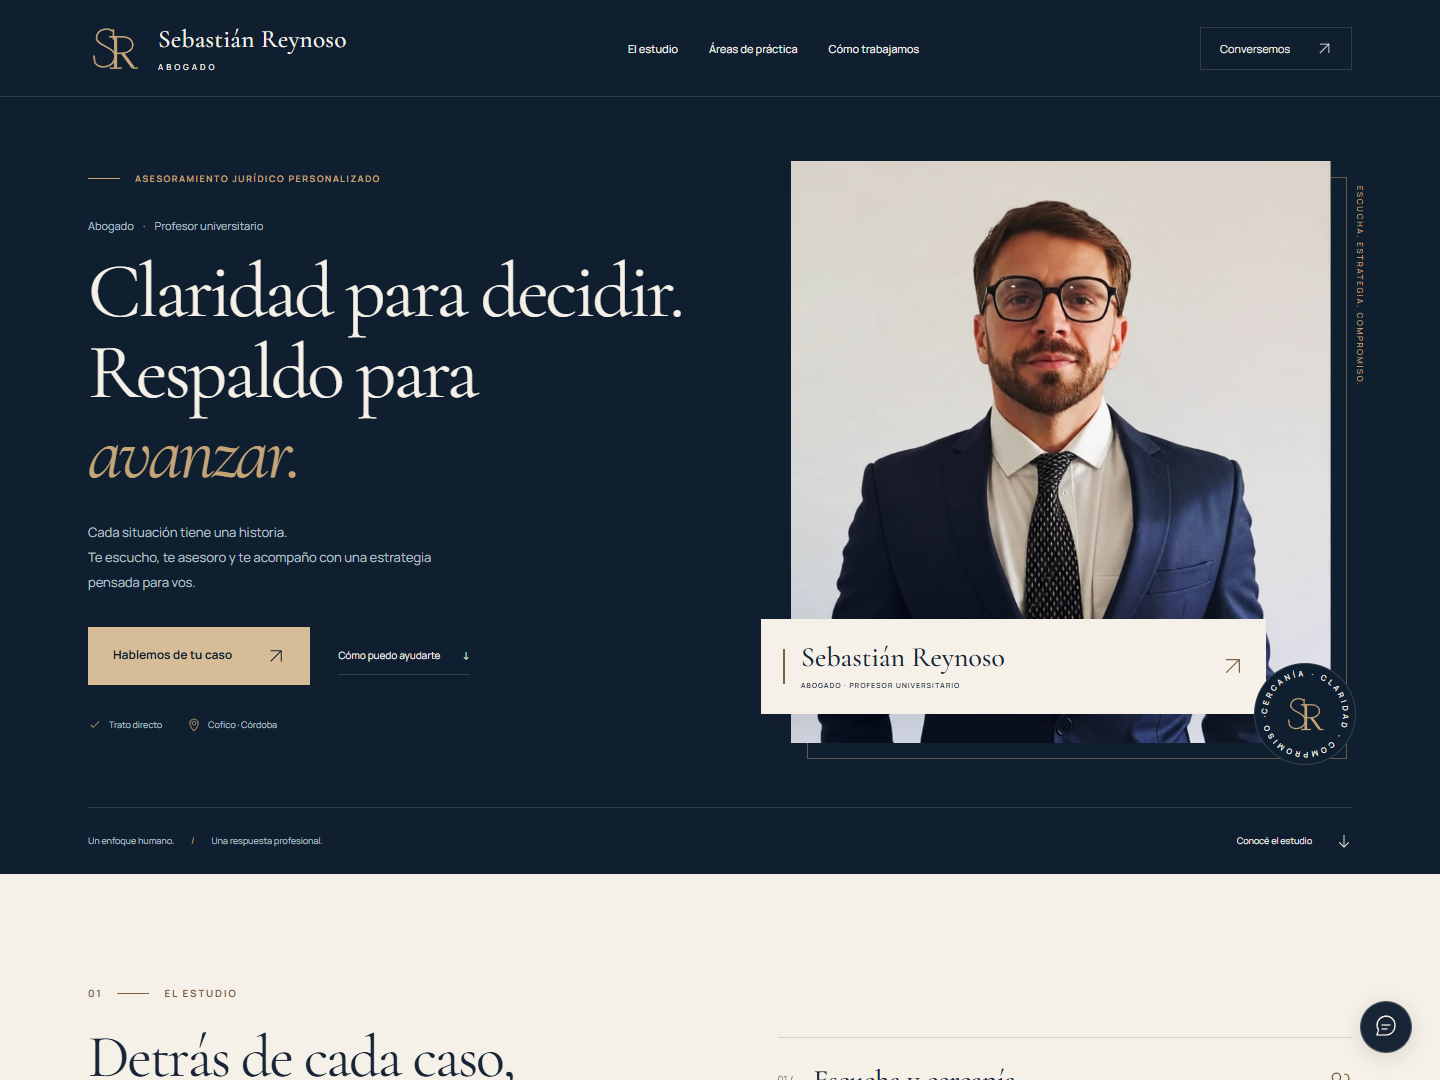 SR
Sebastián Reynoso
ABOGADO
El estudio
Áreas de práctica
Cómo trabajamos
Conversemos
ASESORAMIENTO JURÍDICO PERSONALIZADO
Abogado · Profesor universitario
Claridad para decidir.
Respaldo para
avanzar.
Cada situación tiene una historia.
Te escucho, te asesoro y te acompaño con una estrategia
pensada para vos.
Hablemos de tu caso
Cómo puedo ayudarte
Trato directo
Cofico · Córdoba
ESCUCHA. ESTRATEGIA. COMPROMISO.
Sebastián Reynoso
ABOGADO · PROFESOR UNIVERSITARIO
CERCANÍA · CLARIDAD · COMPROMISO ·
SR
Un enfoque humano. / Una respuesta profesional.
Conocé el estudio
01
EL ESTUDIO
Detrás de cada caso,
01 /
Escucha y cercanía